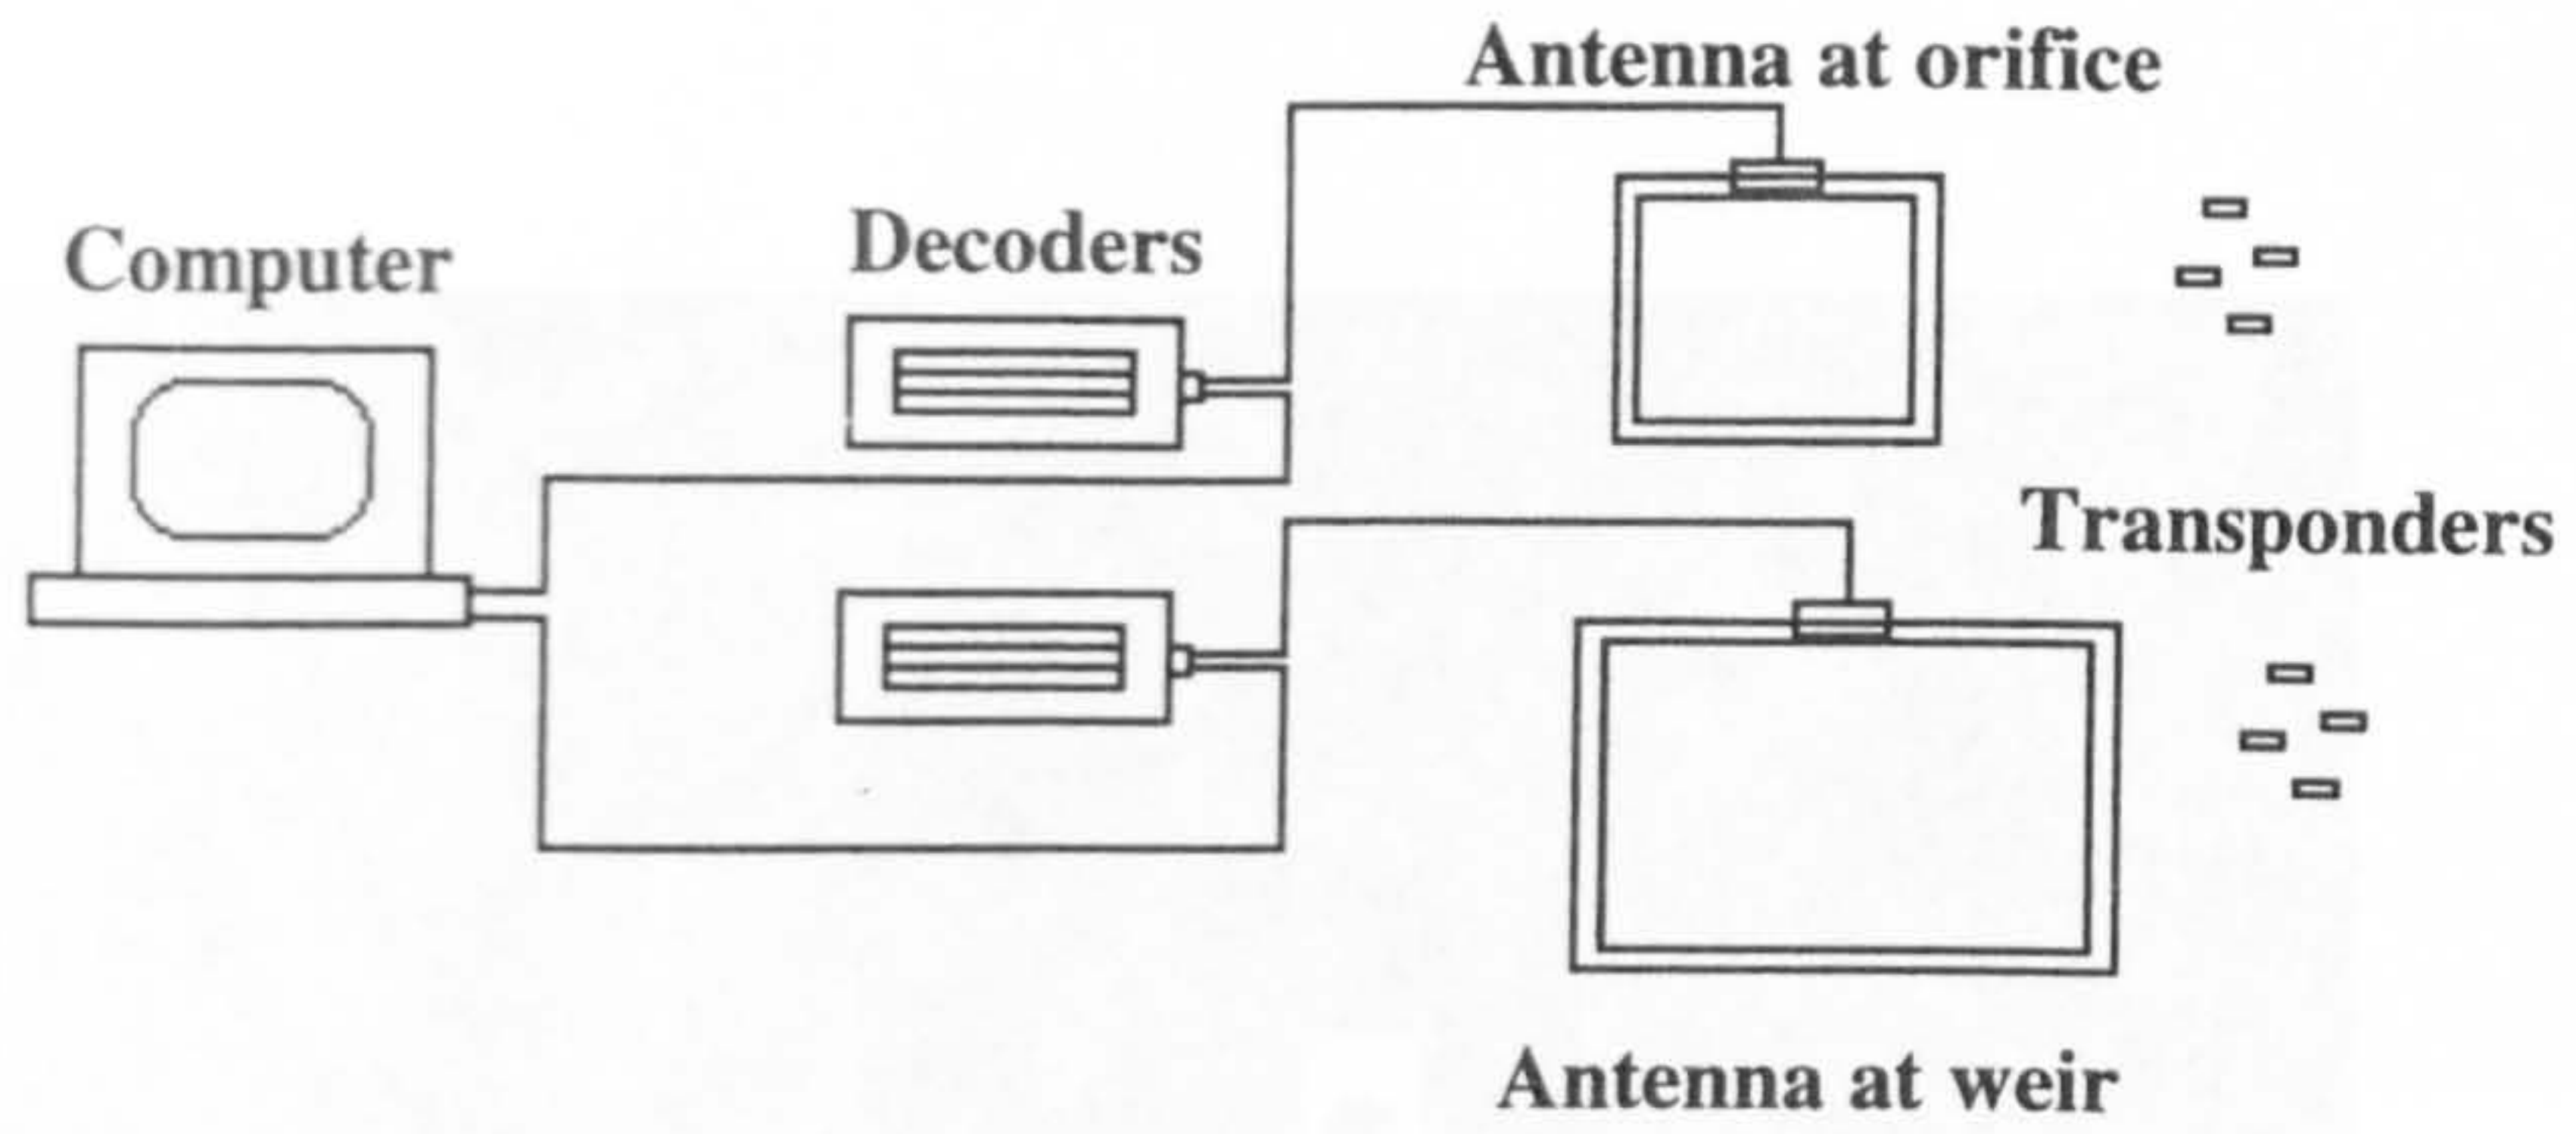 Antenna at orifice
Computer
Decoders
Transponders
Antenna at weir